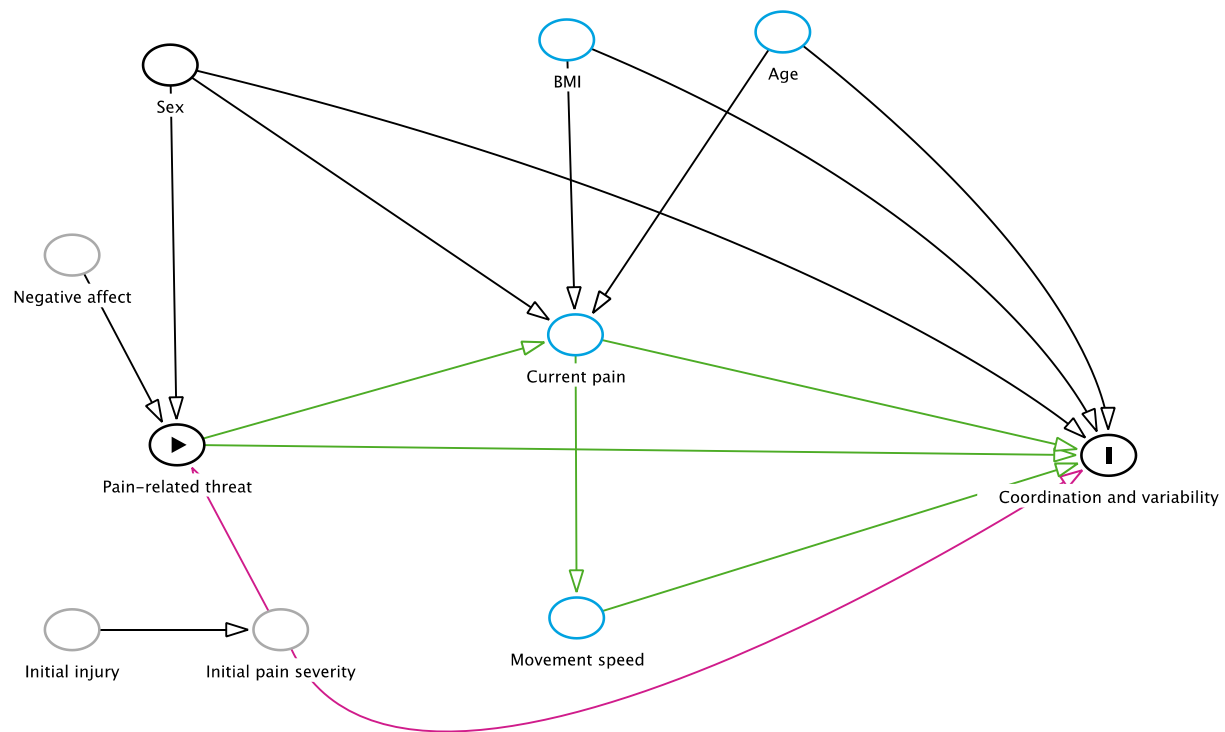 BMI
Age
Sex
Negative affect
Current pain
Pain-related threat
Coordination and variability
Movement speed
Initial injury
Initial pain severity